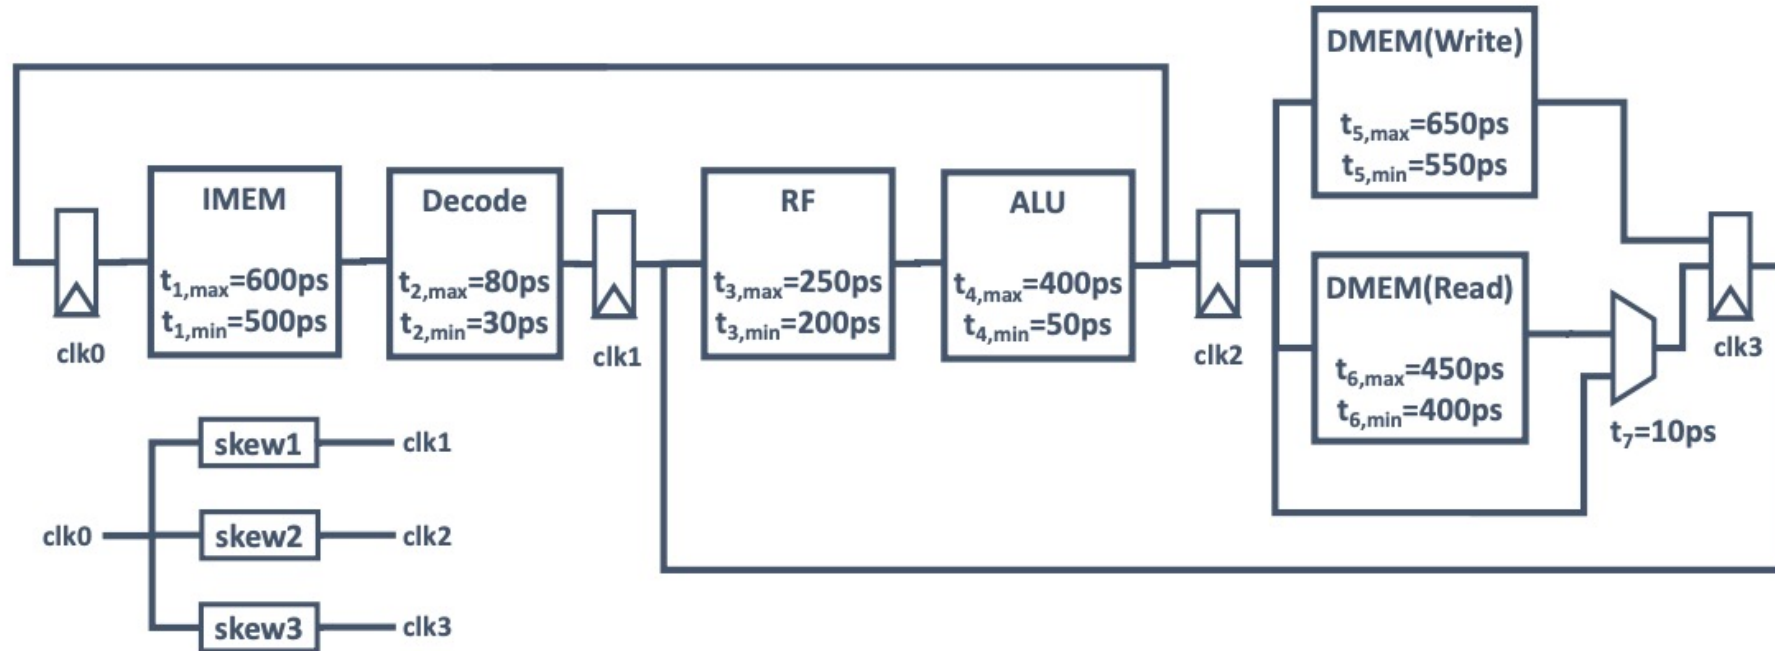 DMEM(Write)
t5,max=650ps
t5,min=550ps
IMEM
t1,max=600ps
t1,min=500ps
Decode
t2,max=80ps
t2,min=30ps
RF
t3,max=250ps
t3,min=200ps
ALU
t4,max=400ps
t4,min=50ps
DMEM(Read)
t6,max=450ps
t6,min=400ps
clk0
clk1
clk2
clk3
t7=10ps
skew1
clk1
clk0
skew2
clk2
skew3
clk3